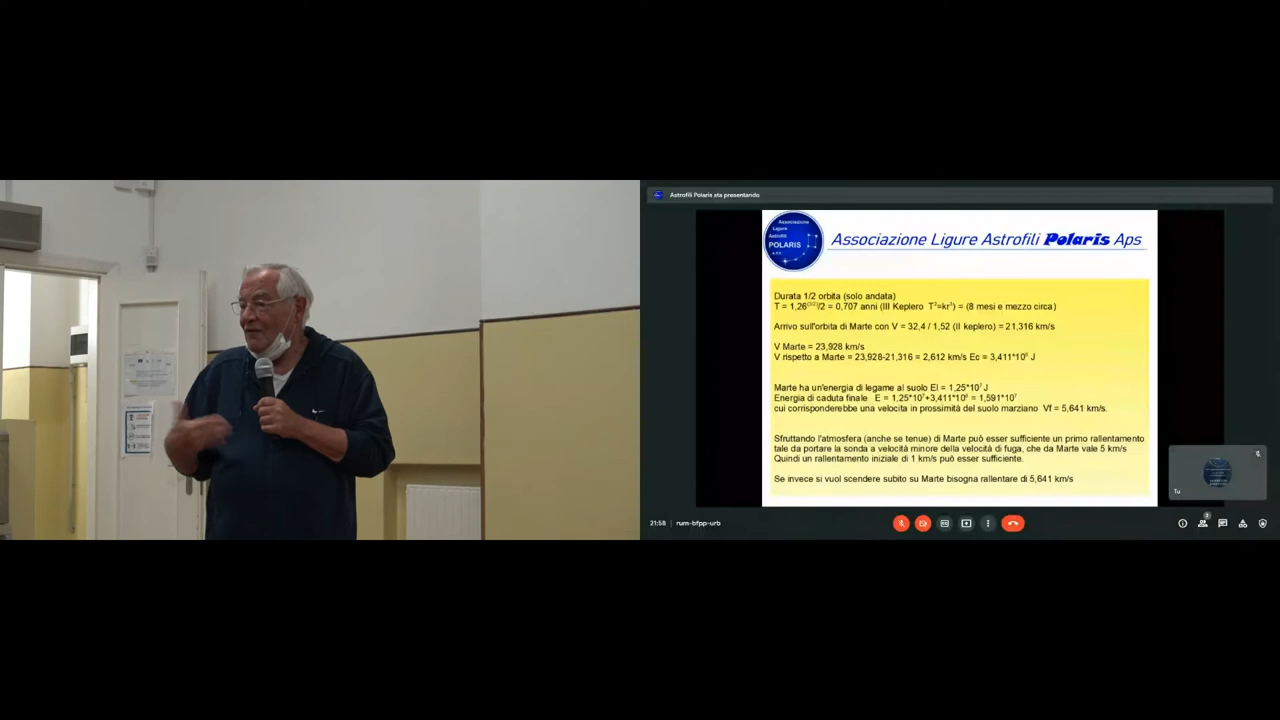 Astrofili Polaris sta presentando
Associazione
Ligure
Astrofili
POLARIS
A.P.S.
Associazione Ligure Astrofili Polaris Aps
Durata 1/2 orbita (solo andata)
T = 1,26^(3/2)/2 = 0,707 anni (III Keplero T²=kr³) = (8 mesi e mezzo circa)
Arrivo sull'orbita di Marte con V = 32,4 / 1,52 (II keplero) = 21,316 km/s
V Marte = 23,928 km/s
V rispetto a Marte = 23,928-21,316 = 2,612 km/s Ec = 3,411*10⁶ J
Marte ha un'energia di legame al suolo El = 1,25*10⁷ J
Energia di caduta finale E = 1,25*10⁷+3,411*10⁶ = 1,591*10⁷
cui corrisponderebbe una velocita in prossimità del suolo marziano Vf = 5,641 km/s.
Sfruttando l'atmosfera (anche se tenue) di Marte può esser sufficiente un primo rallentamento
tale da portare la sonda a velocità minore della velocità di fuga, che da Marte vale 5 km/s
Quindi un rallentamento iniziale di 1 km/s può esser sufficiente.
Se invece si vuol scendere subito su Marte bisogna rallentare di 5,641 km/s
Tu
21:58 | rum-bfpp-urb
3